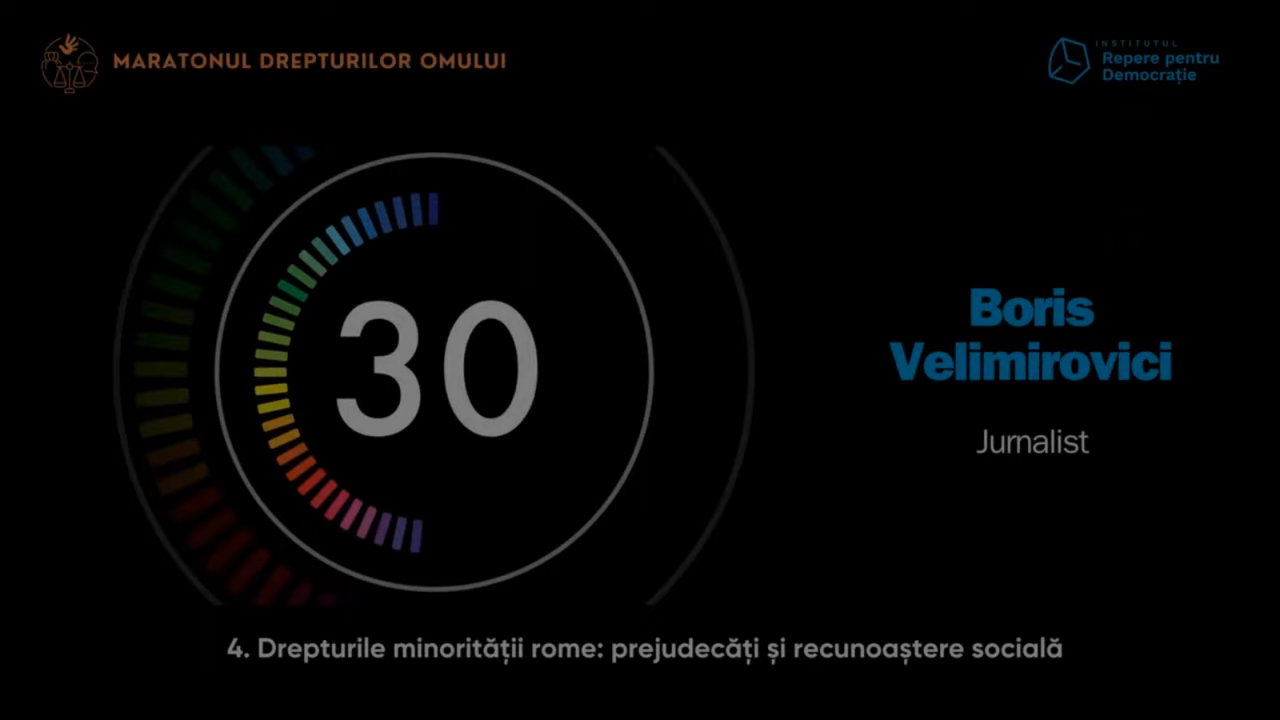 MARATONUL DREPTURILOR OMULUI
INSTITUTUL
Repere pentru
Democrație
30
Boris
Velimirovici
Jurnalist
4. Drepturile minorității rome: prejudecăți și recunoaștere socială